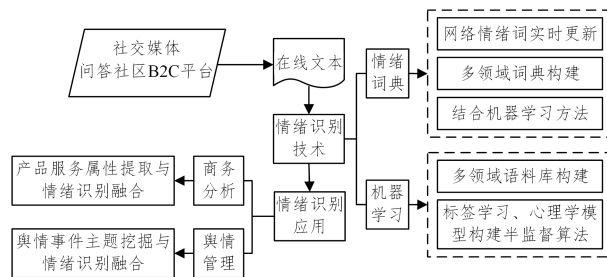 社交媒体
问答社区B2C平台
在线文本
情绪
词典
网络情绪词实时更新
多领域词典构建
结合机器学习方法
情绪识别
技术
产品服务属性提取与
情绪识别融合
商务
分析
机器
学习
多领域语料库构建
标签学习、心理学模
型构建半监督算法
情绪识别
应用
舆情事件主题挖掘与
情绪识别融合
舆情
管理